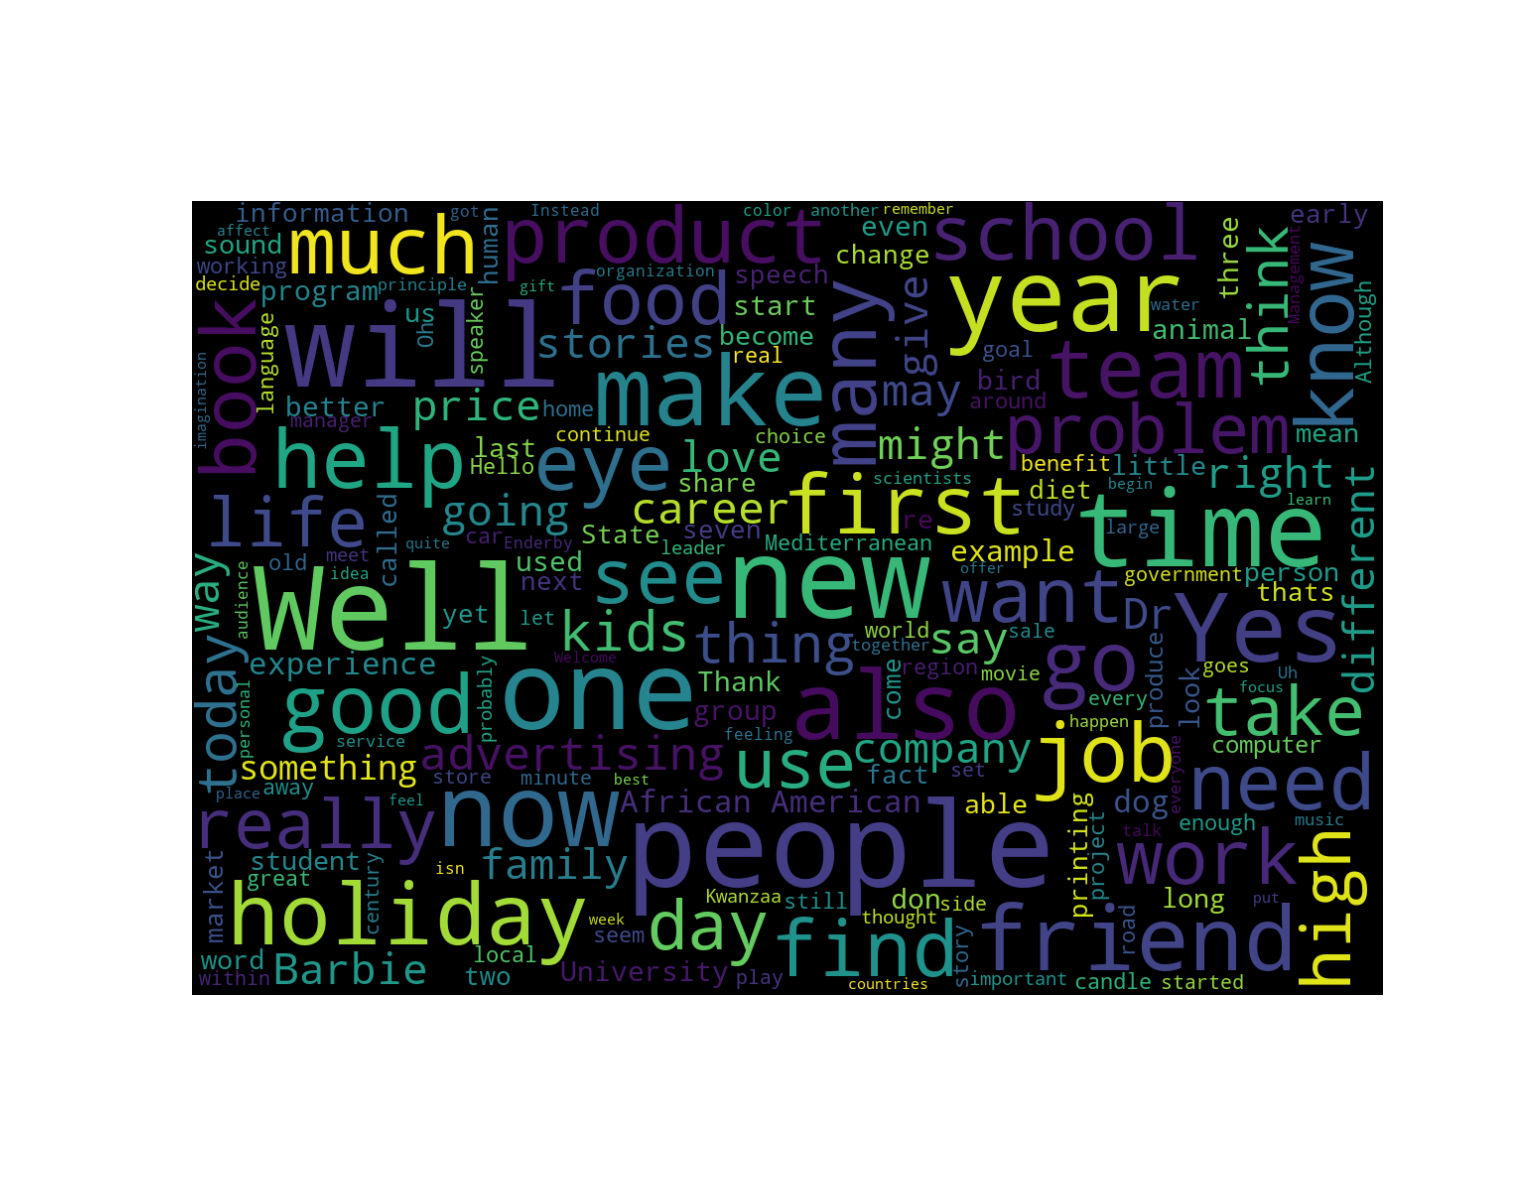 information
got
Instead
color
another
remember
early
affect
much
human
product
even
school
three
sound
working
organization
speech
change
year
think
Management
know
decide
program
principle
gift
food
start
many
give
water
animal
Although
book
language
us
Oh
speaker
will
stories
become
real
goal
team
imagination
better
manager
price
home
make
may
bird
around
problem
mean
help
last
Hello
continue
eye
love
choice
might
benefit
little
right
share
scientists
diet
begin
learn
life
called
going
career
first
re
study
large
time
different
old
meet
quite
car
Enderby
State
seven
leader
Mediterranean
example
way
audience
idea
Well
used
next
see
new
offer
want
government
person
thats
yet
let
kids
thing
world
together
say
sale
Dr
Yes
today
experience
Welcome
region
movie
go
produce
goes
Uh
personal
good
probably
one
Thank
group
also
come
every
look
focus
take
service
advertising
feeling
use
company
job
happen
everyone
computer
something
store
minute
best
fact
set
need
place
away
feel
now
African American
able
printing
dog
enough
music
really
people
project
talk
work
high
market
student
great
century
isn
family
Kwanzaa
still
don
side
long
put
holiday
week
seem
day
thought
find
story
friend
road
word
within
Barbie
local
two
University
play
countries
important
candle
started